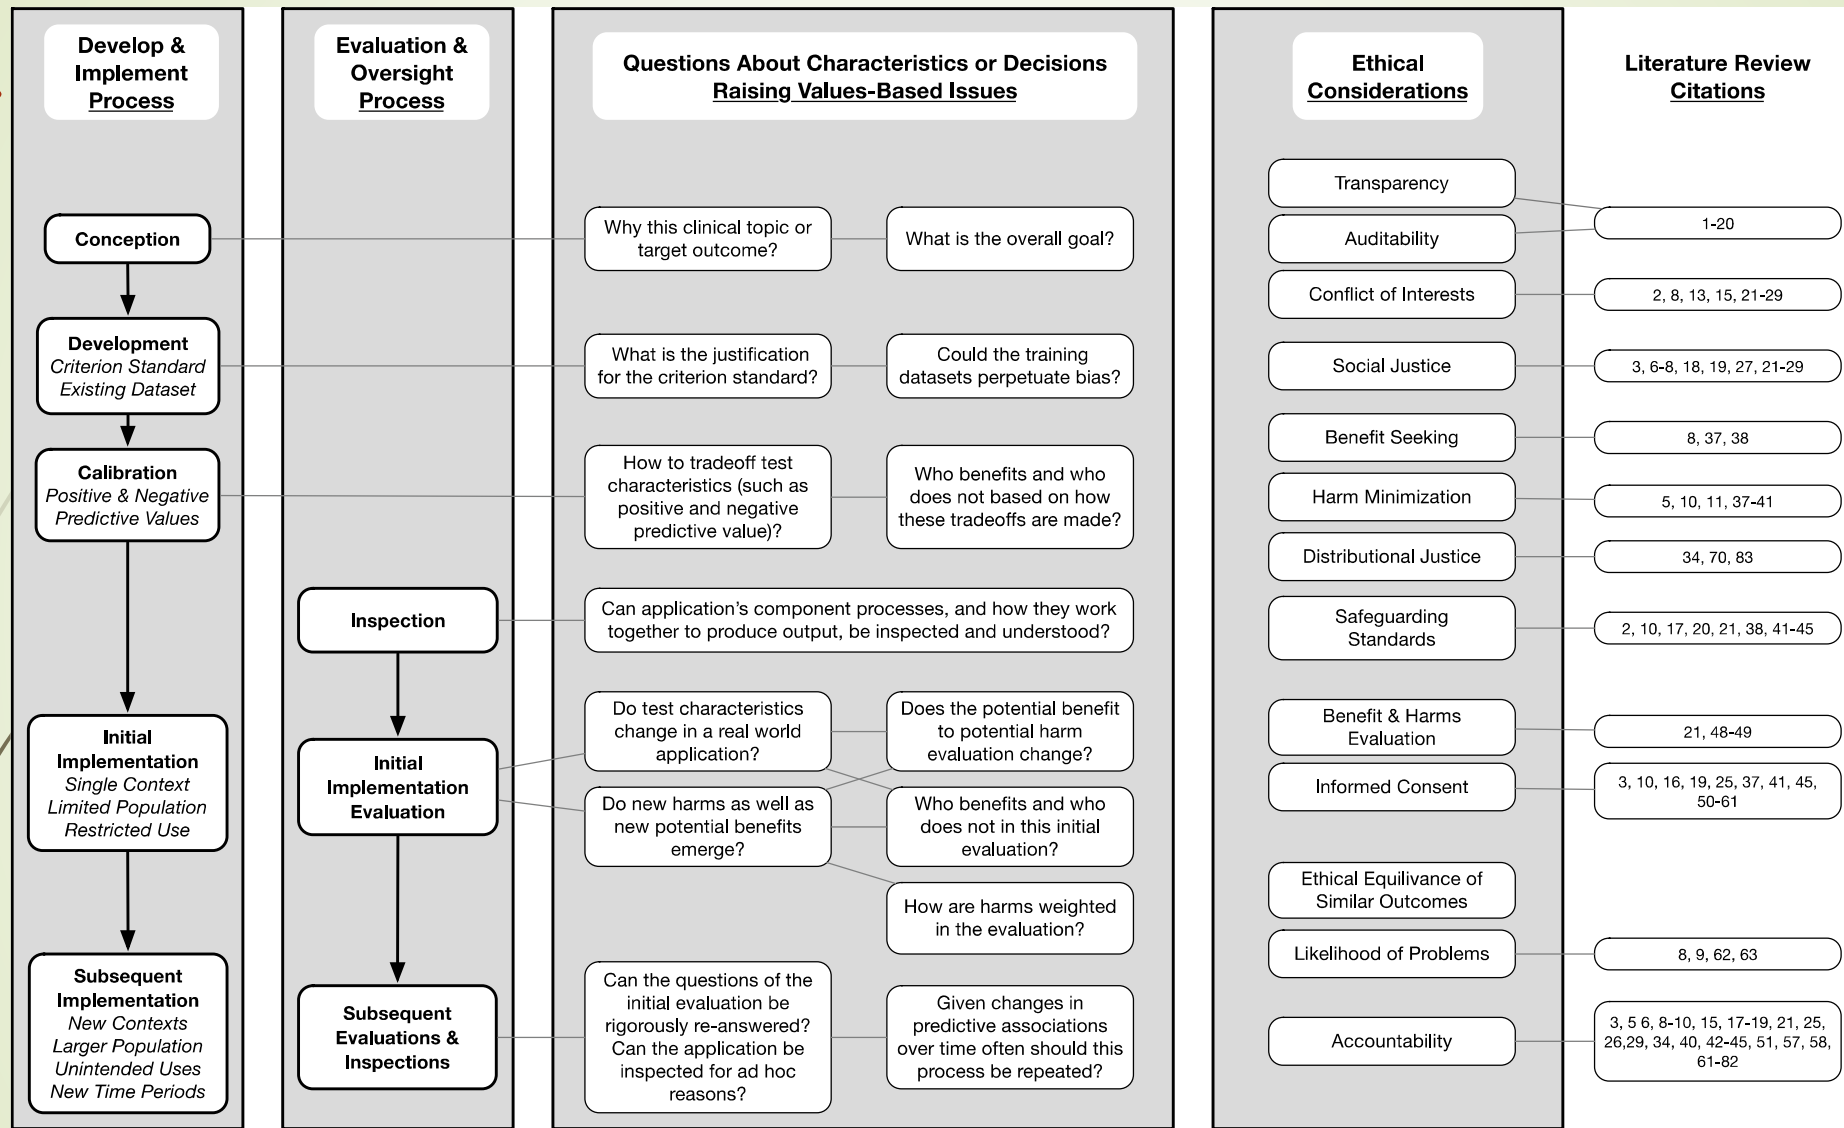 Develop &
Implement
Process
Evaluation &
Oversight
Process
Questions About Characteristics or Decisions
Raising Values-Based Issues
Ethical
Considerations
Literature Review
Citations
Conception
Development
Criterion Standard
Existing Dataset
Calibration
Positive & Negative
Predictive Values
Initial
Implementation
Single Context
Limited Population
Restricted Use
Subsequent
Implementation
New Contexts
Larger Population
Unintended Uses
New Time Periods
Inspection
Initial
Implementation
Evaluation
Subsequent
Evaluations &
Inspections
Why this clinical topic or
target outcome?
What is the overall goal?
What is the justification
for the criterion standard?
Could the training
datasets perpetuate bias?
How to tradeoff test
characteristics (such as
positive and negative
predictive value)?
Who benefits and who
does not based on how
these tradeoffs are made?
Can application's component processes, and how they work
together to produce output, be inspected and understood?
Do test characteristics
change in a real world
application?
Does the potential benefit
to potential harm
evaluation change?
Do new harms as well as
new potential benefits
emerge?
Who benefits and who
does not in this initial
evaluation?
How are harms weighted
in the evaluation?
Can the questions of the
initial evaluation be
rigorously re-answered?
Can the application be
inspected for ad hoc
reasons?
Given changes in
predictive associations
over time often should this
process be repeated?
Transparency
Auditability
1-20
Conflict of Interests
2, 8, 13, 15, 21-29
Social Justice
3, 6-8, 18, 19, 27, 21-29
Benefit Seeking
8, 37, 38
Harm Minimization
5, 10, 11, 37-41
Distributional Justice
34, 70, 83
Safeguarding
Standards
2, 10, 17, 20, 21, 38, 41-45
Benefit & Harms
Evaluation
21, 48-49
Informed Consent
3, 10, 16, 19, 25, 37, 41, 45,
50-61
Ethical Equilivance of
Similar Outcomes
Likelihood of Problems
8, 9, 62, 63
Accountability
3, 5 6, 8-10, 15, 17-19, 21, 25,
26,29, 34, 40, 42-45, 51, 57, 58,
61-82